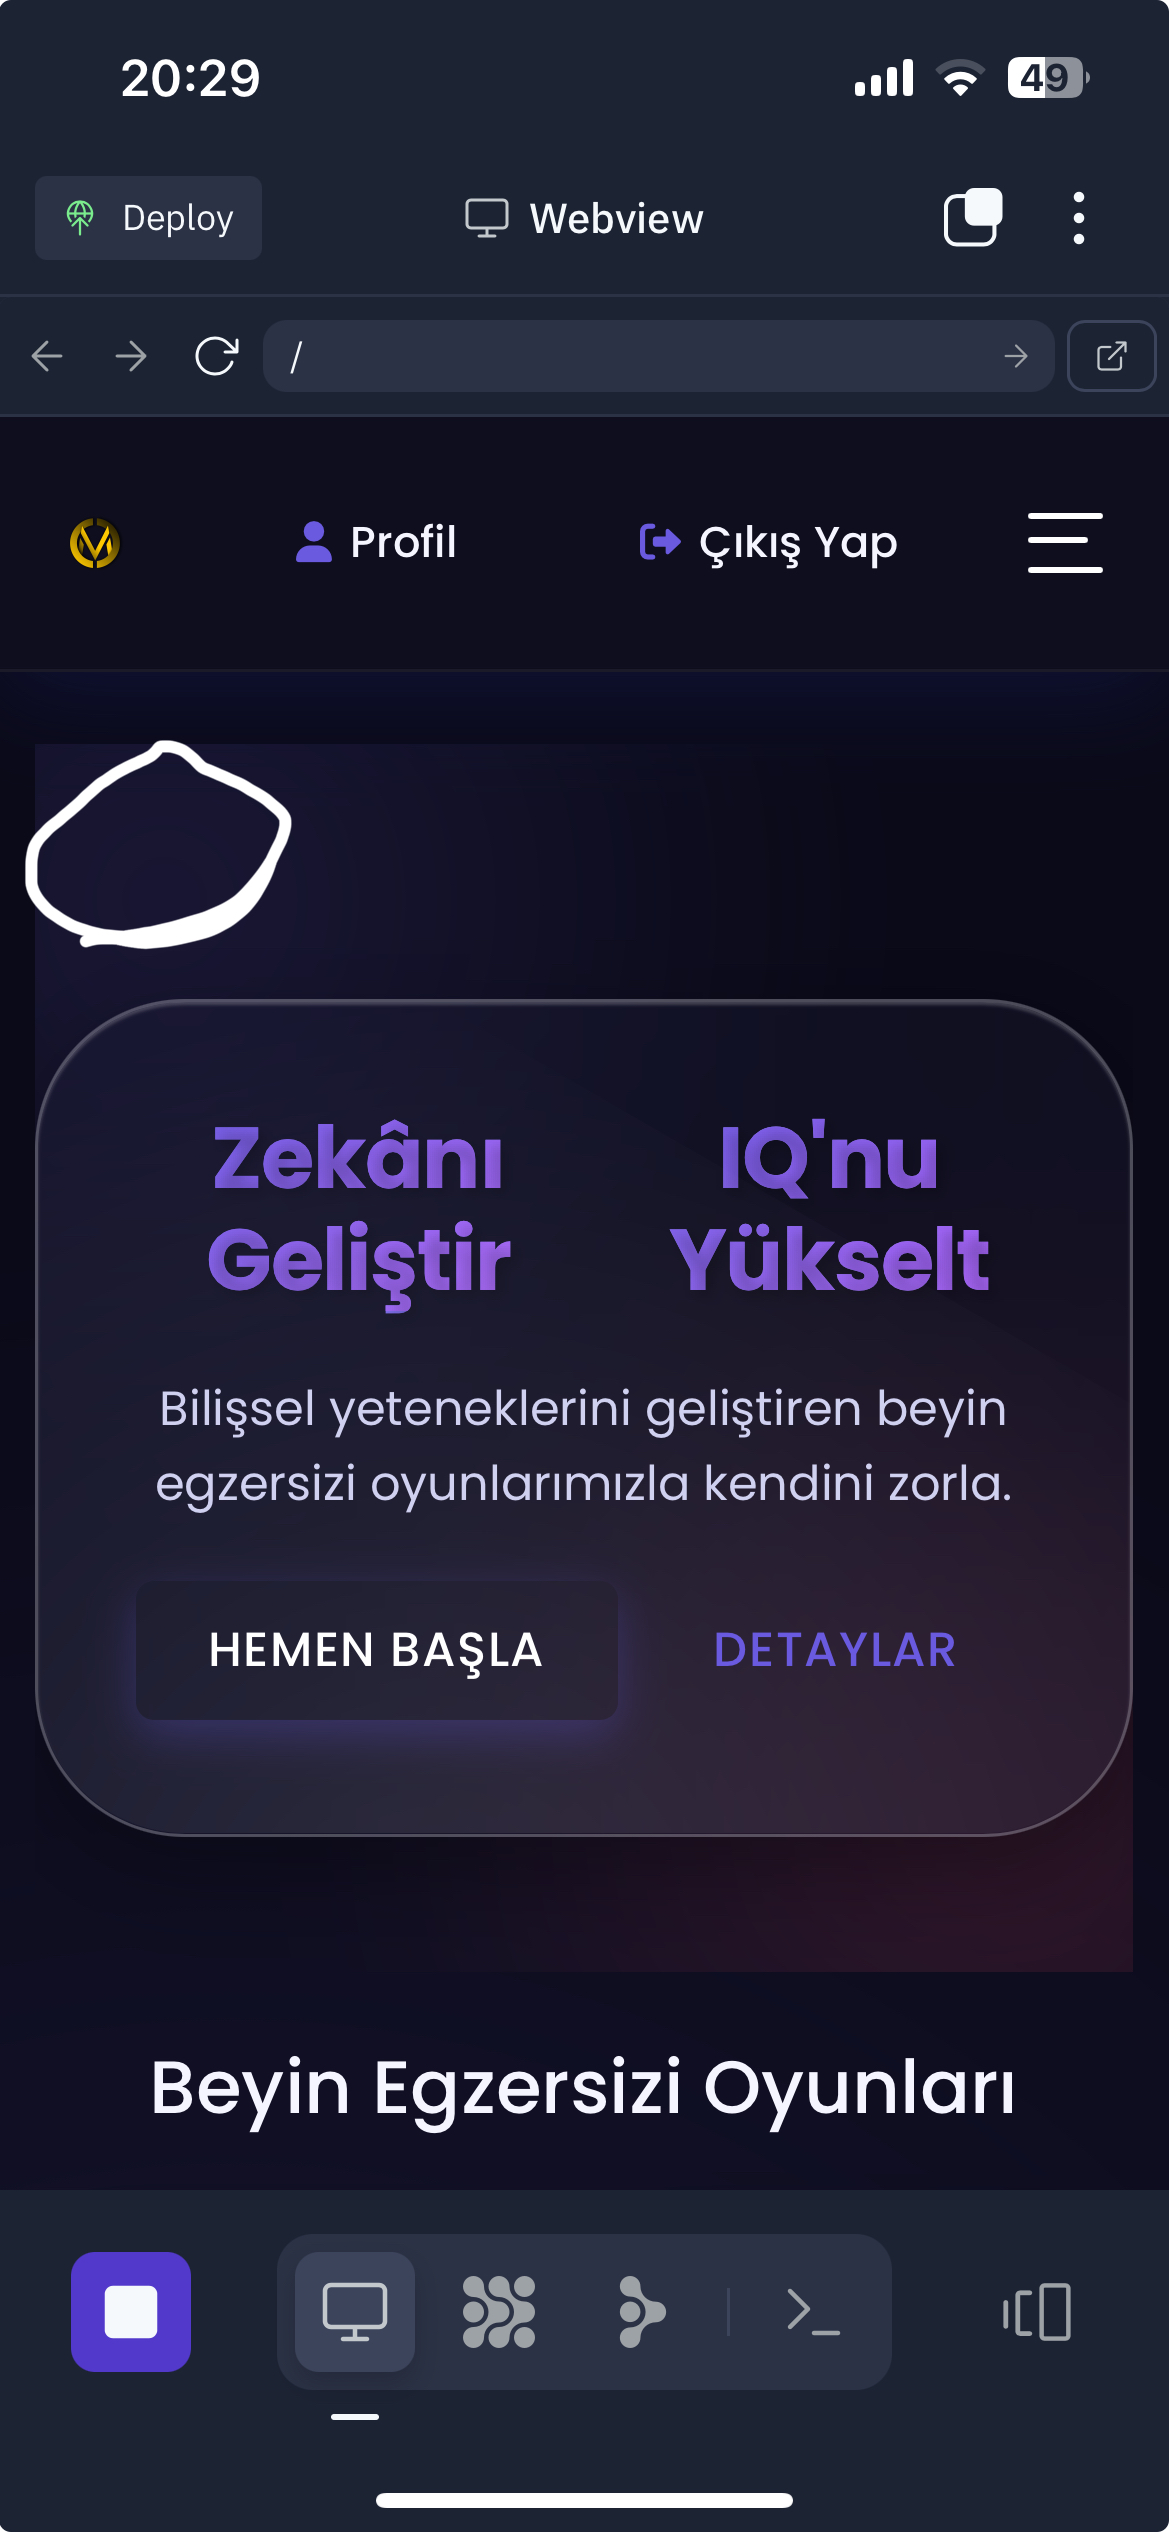 20:29
49
Deploy
Webview
/
Profil
Çıkış Yap
Zekânı
Geliştir
IQ'nu
Yükselt
Bilişsel yeteneklerini geliştiren beyin
egzersizi oyunlarımızla kendini zorla.
HEMEN BAŞLA
DETAYLAR
Beyin Egzersizi Oyunları